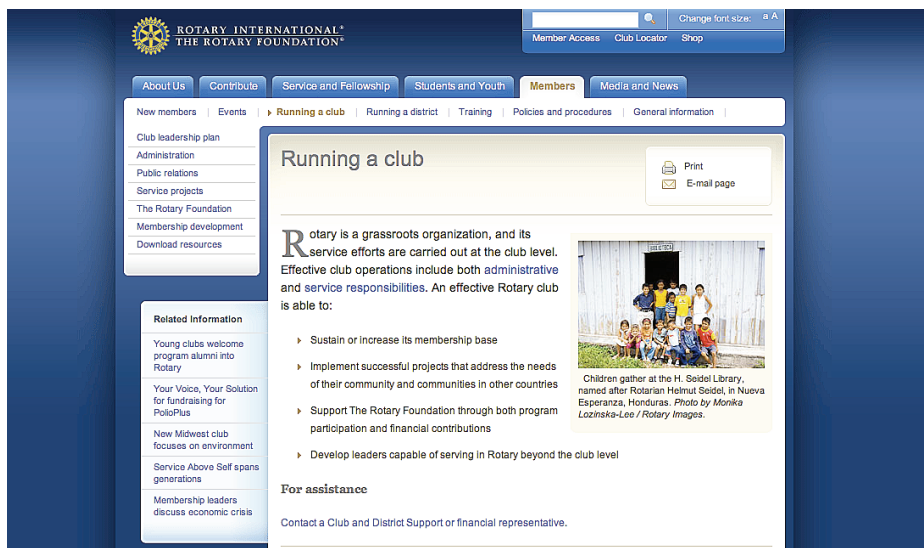 ROTARY INTERNATIONAL®
THE ROTARY FOUNDATION®
Change font size: a A
Member Access Club Locator Shop
About Us Contribute Service and Fellowship Students and Youth Members Media and News
New members Events Running a club Running a district Training Policies and procedures General information
Club leadership plan
Administration
Public relations
Service projects
The Rotary Foundation
Membership development
Download resources
Running a club
Print
E-mail page
Rotary is a grassroots organization, and its
service efforts are carried out at the club level.
Effective club operations include both administrative
and service responsibilities. An effective Rotary club
is able to:
Sustain or increase its membership base
Implement successful projects that address the needs
of their community and communities in other countries
Support The Rotary Foundation through both program
participation and financial contributions
Develop leaders capable of serving in Rotary beyond the club level
Children gather at the H. Seidel Library,
named after Rotarian Helmut Seidel, in Nueva
Esperanza, Honduras. Photo by Monika
Lozinska-Lee / Rotary Images.
For assistance
Contact a Club and District Support or financial representative.
Related Information
Young clubs welcome
program alumni into
Rotary
Your Voice, Your Solution
for fundraising for
PolioPlus
New Midwest club
focuses on environment
Service Above Self spans
generations
Membership leaders
discuss economic crisis